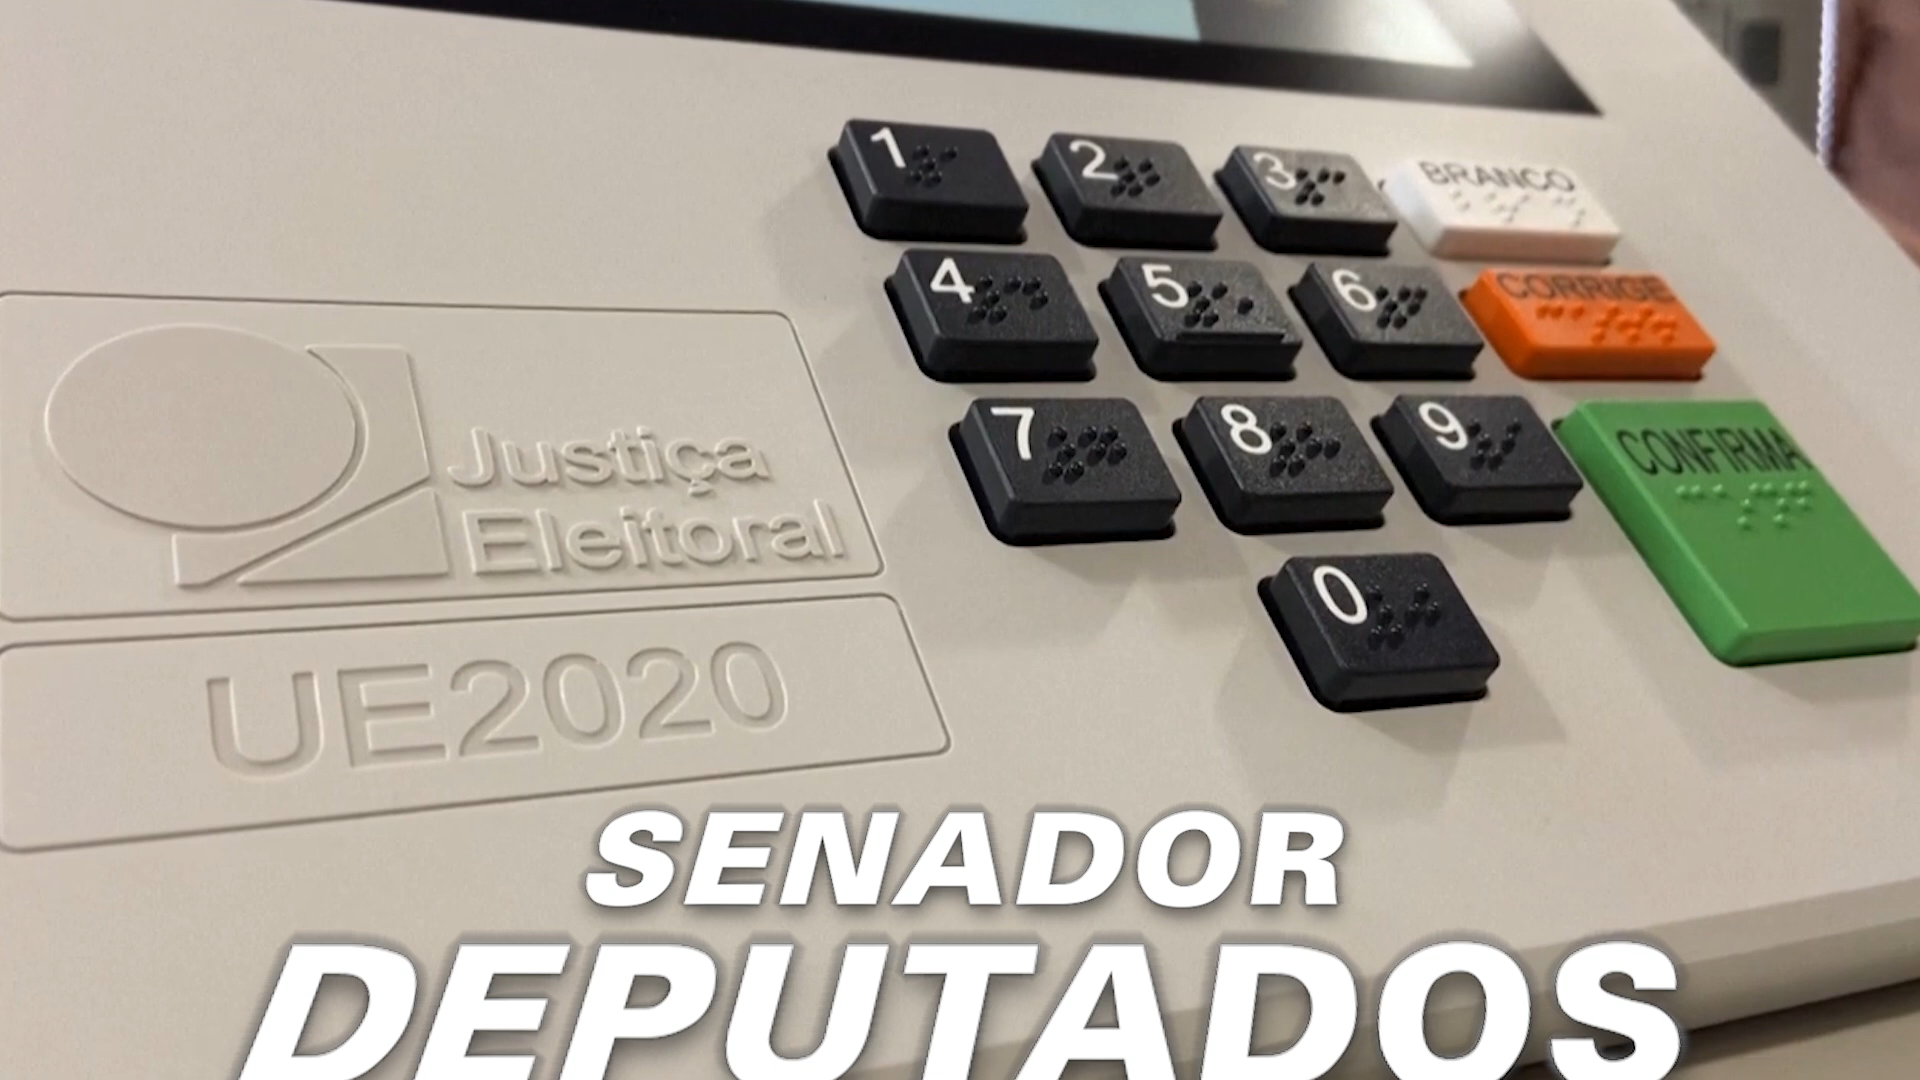 1 2 3 BRANCO
4 5 6 CORRIGE
7 8 9 CONFIRMA
0
Justiça
Eleitoral
UE2020
SENADOR
DEPUTADOS